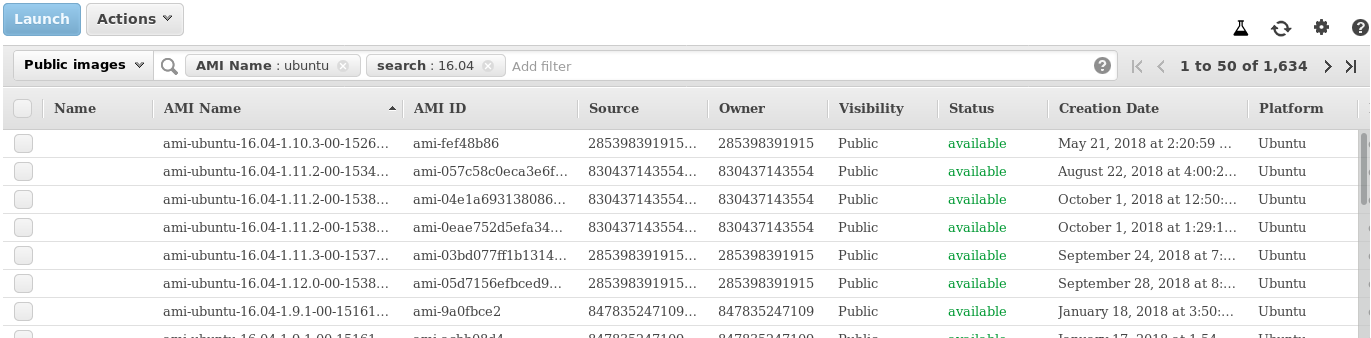 Launch Actions
Public images AMI Name : ubuntu search : 16.04 Add filter 1 to 50 of 1,634
Name AMI Name AMI ID Source Owner Visibility Status Creation Date Platform
ami-ubuntu-16.04-1.10.3-00-1526... ami-fef48b86 285398391915... 285398391915 Public available May 21, 2018 at 2:20:59 ... Ubuntu
ami-ubuntu-16.04-1.11.2-00-1534... ami-057c58c0eca3e6f... 830437143554... 830437143554 Public available August 22, 2018 at 4:00:2... Ubuntu
ami-ubuntu-16.04-1.11.2-00-1538... ami-04e1a693138086... 830437143554... 830437143554 Public available October 1, 2018 at 12:50:... Ubuntu
ami-ubuntu-16.04-1.11.2-00-1538... ami-0eae752d5efa34... 830437143554... 830437143554 Public available October 1, 2018 at 1:29:1... Ubuntu
ami-ubuntu-16.04-1.11.3-00-1537... ami-03bd077ff1b1314... 285398391915... 285398391915 Public available September 24, 2018 at 7:... Ubuntu
ami-ubuntu-16.04-1.12.0-00-1538... ami-05d7156efbced9... 285398391915... 285398391915 Public available September 28, 2018 at 8:... Ubuntu
ami-ubuntu-16.04-1.9.1-00-15161... ami-9a0fbce2 847835247109... 847835247109 Public available January 18, 2018 at 3:50:... Ubuntu